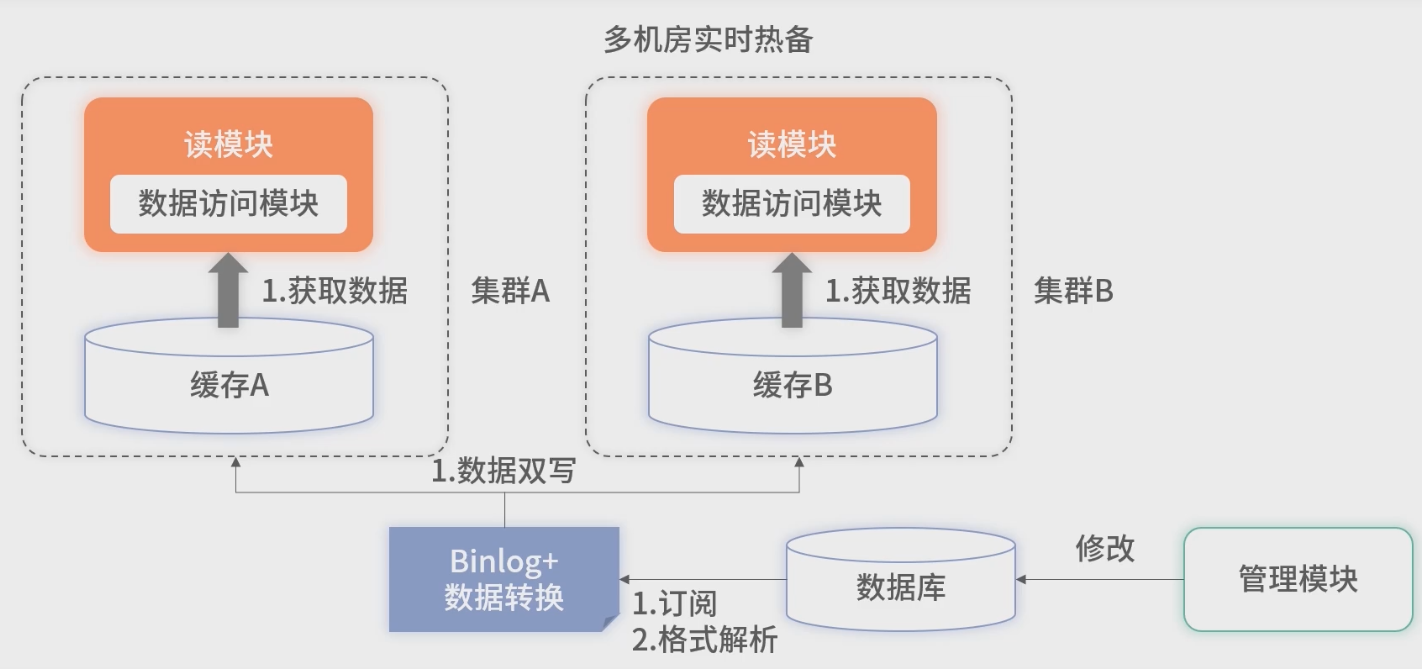 多机房实时热备
读模块
数据访问模块
1.获取数据
集群A
缓存A
读模块
数据访问模块
1.获取数据
集群B
缓存B
1.数据双写
Binlog+
数据转换
1.订阅
2.格式解析
数据库
修改
管理模块